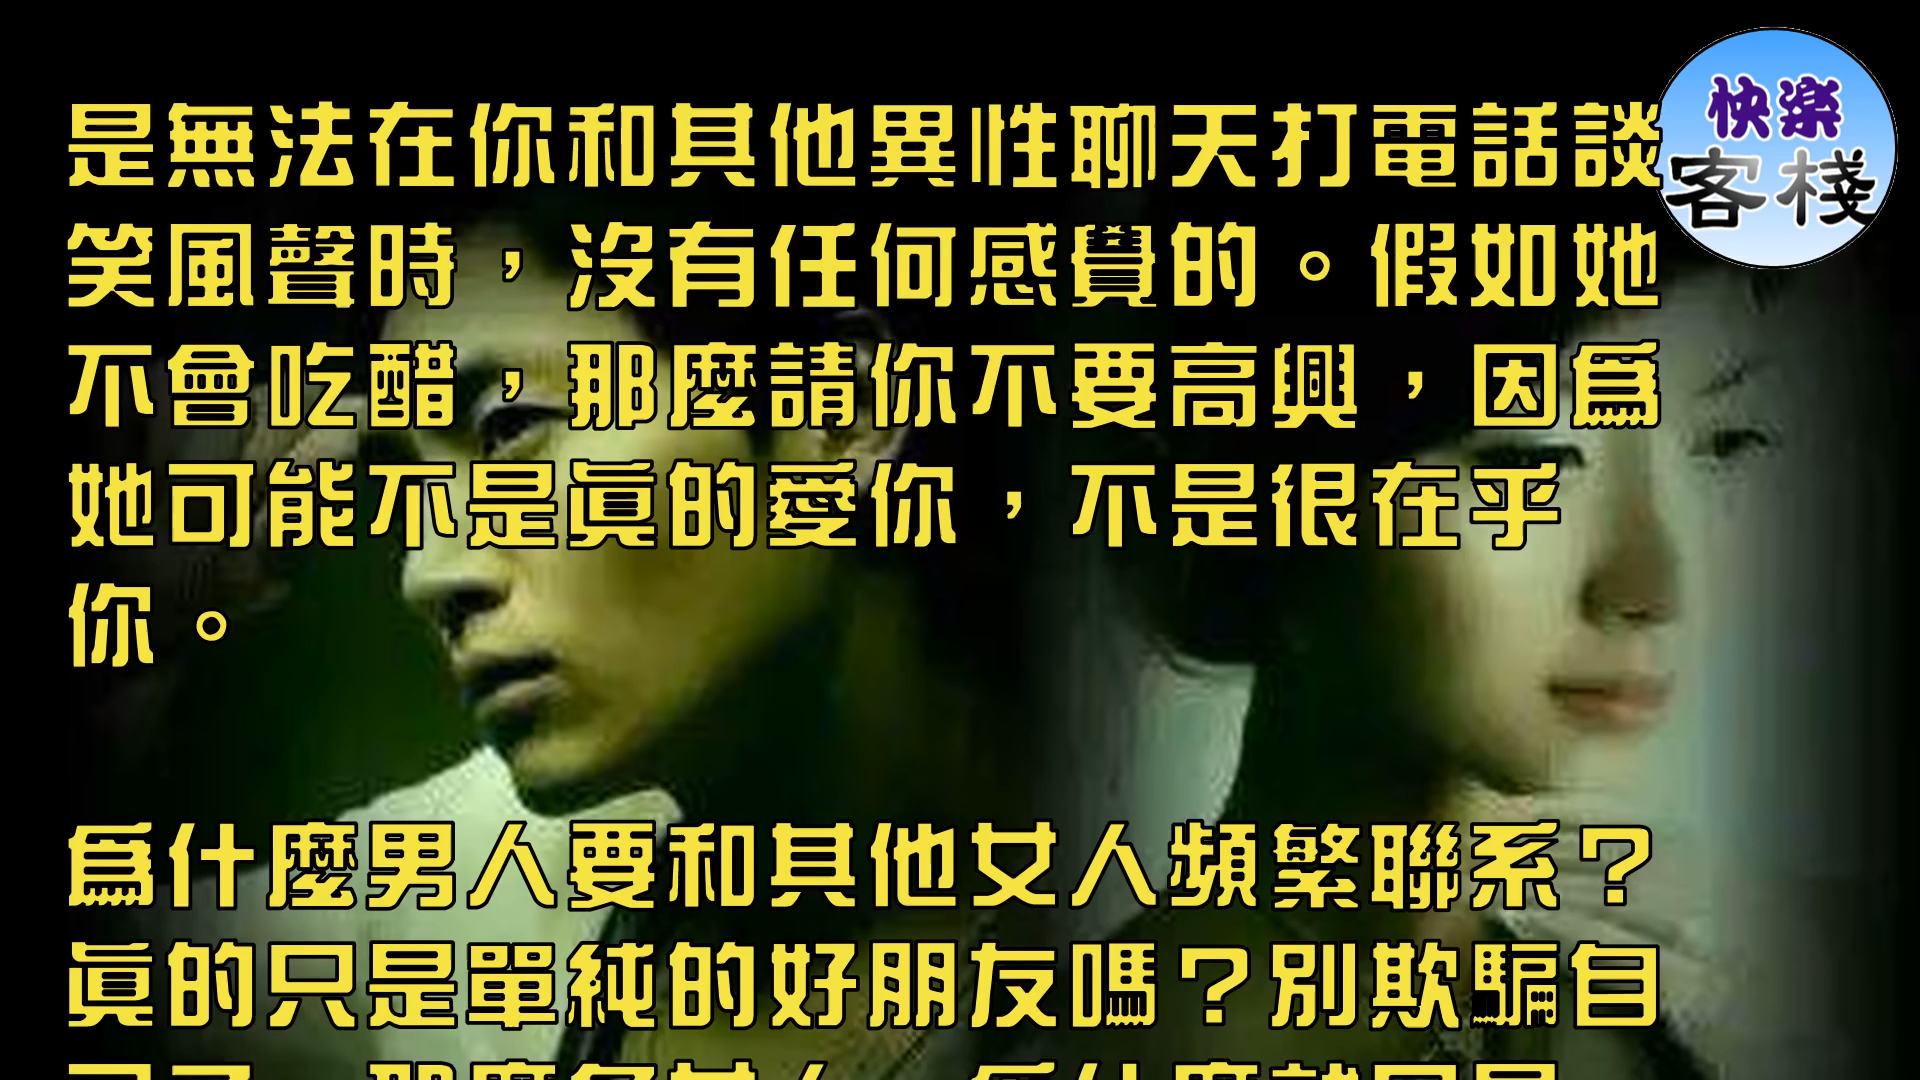 是無法在你和其他異性聊天打電話談
笑風聲時，沒有任何感覺的。假如她
不會吃醋，那麼請你不要高興，因爲
她可能不是眞的愛你，不是很在乎
你。
爲什麼男人要和其他女人頻繁聯系？
眞的只是單純的好朋友嗎？別欺騙自
快樂
客棧